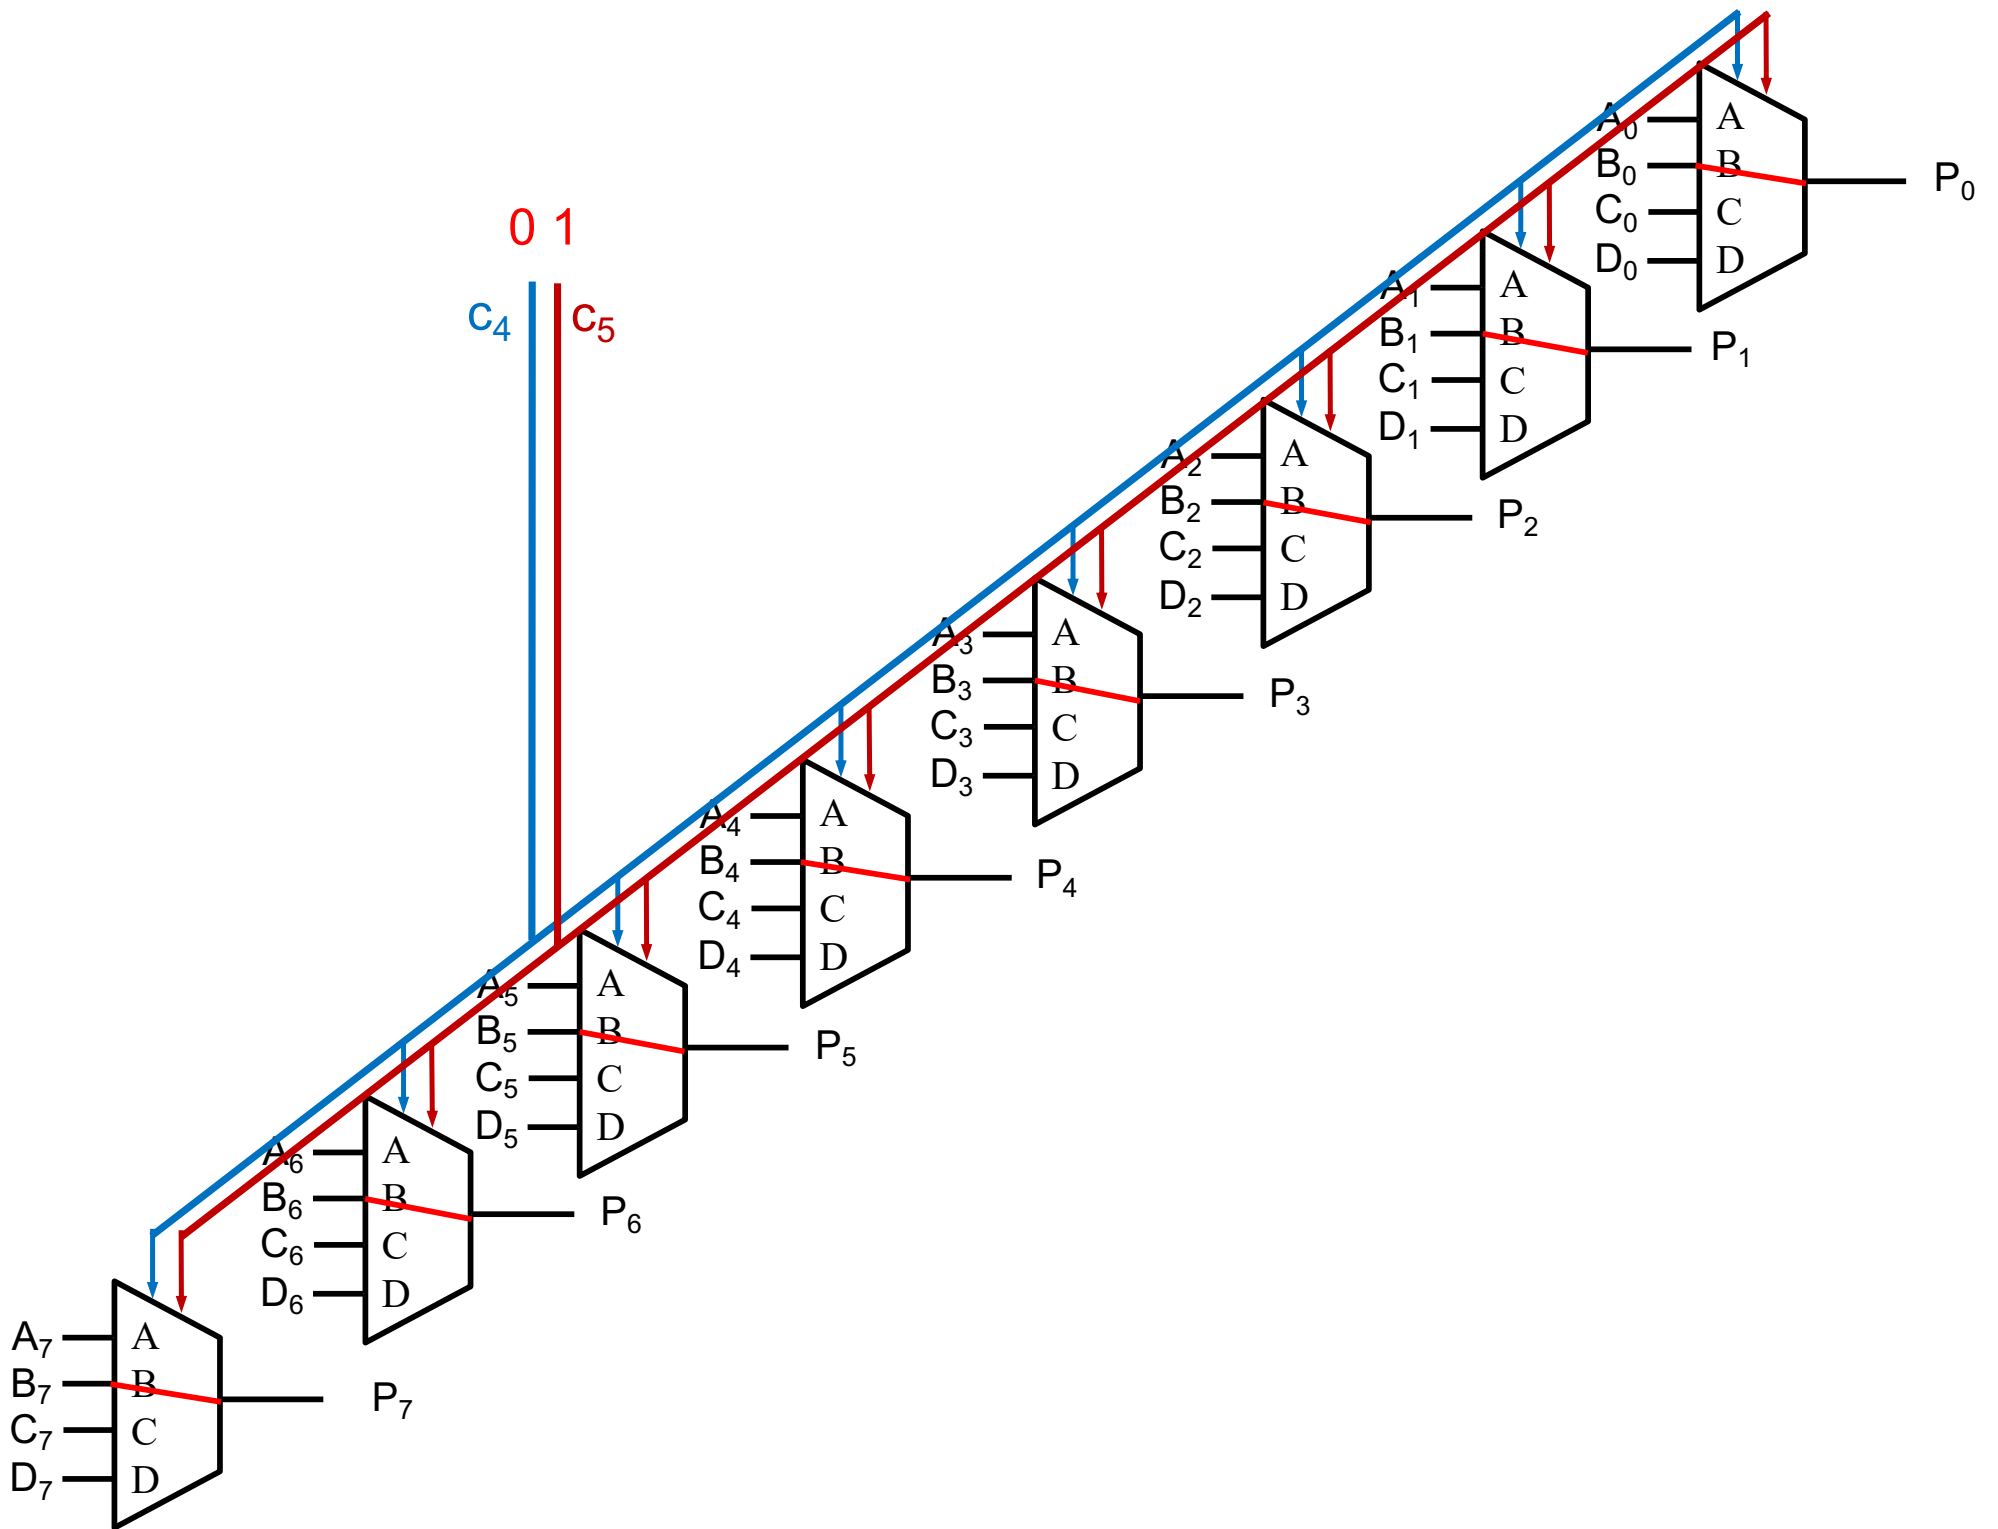 0 1
c4 c5
A0 A
B0 B
C0 C
D0 D
P0
A1 A
B1 B
C1 C
D1 D
P1
A2 A
B2 B
C2 C
D2 D
P2
A3 A
B3 B
C3 C
D3 D
P3
A4 A
B4 B
C4 C
D4 D
P4
A5 A
B5 B
C5 C
D5 D
P5
A6 A
B6 B
C6 C
D6 D
P6
A7 A
B7 B
C7 C
D7 D
P7